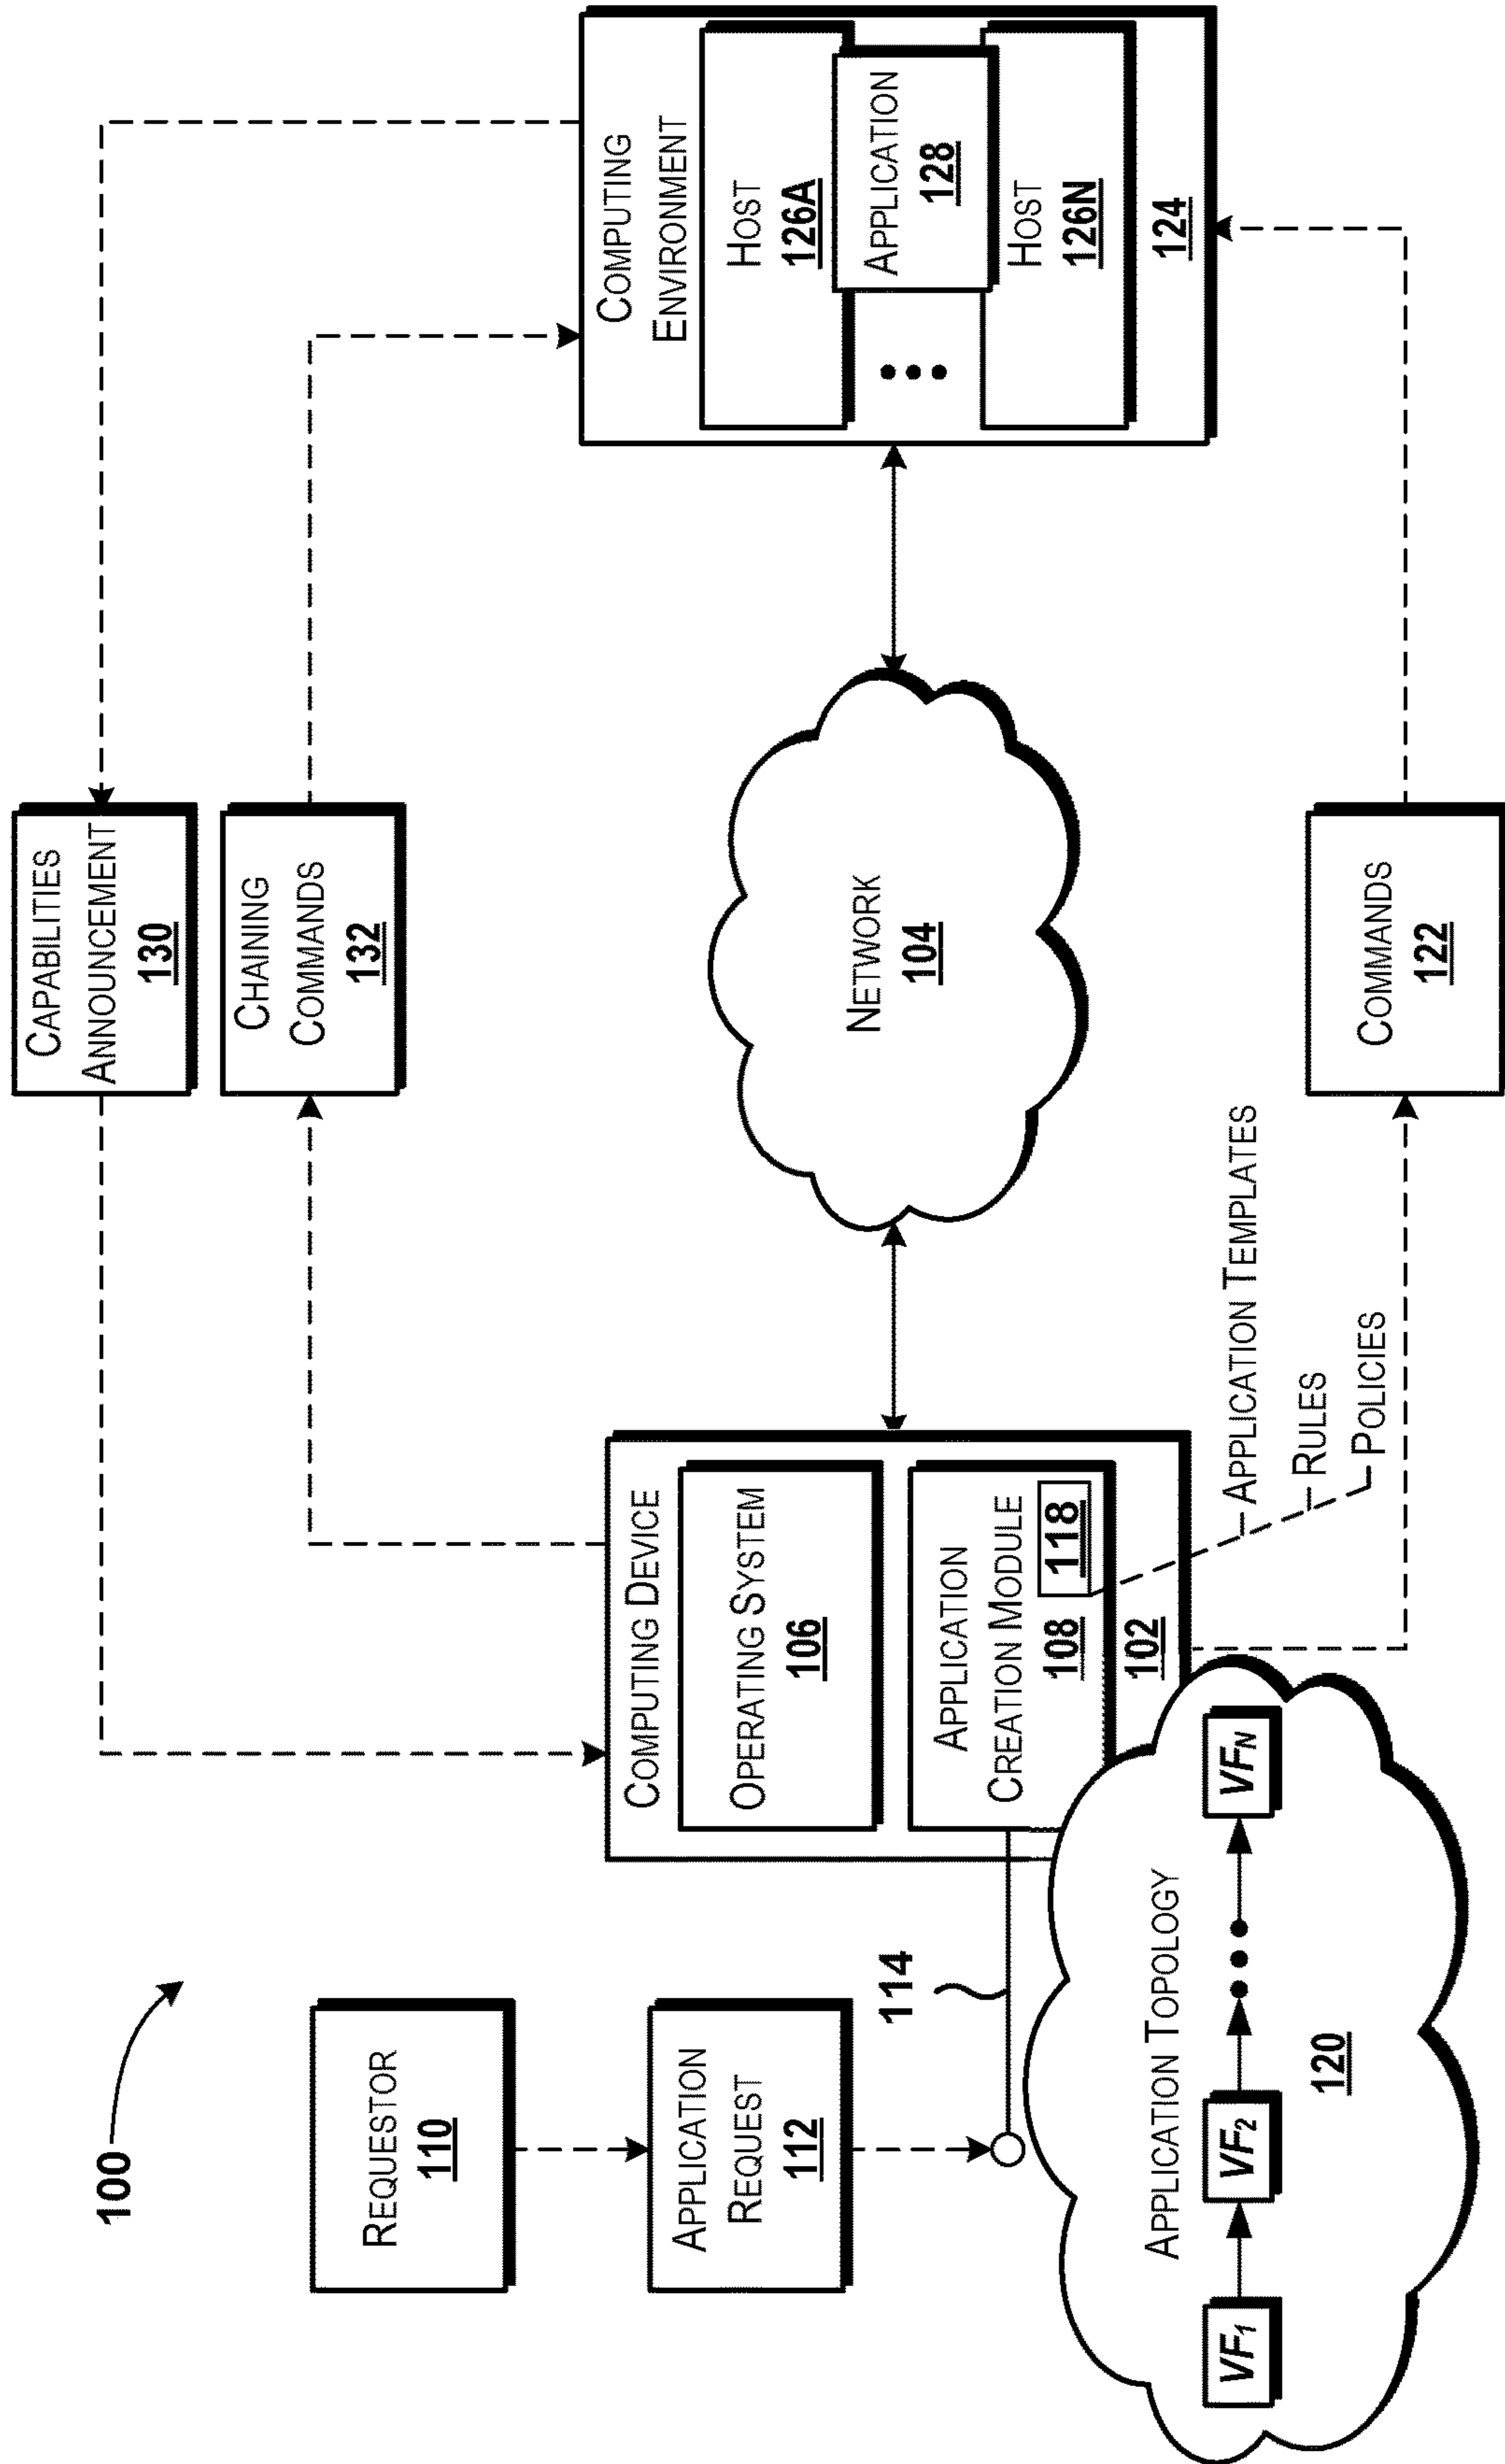 100
REQUESTOR
110
APPLICATION
REQUEST
112
114
COMPUTING DEVICE
OPERATING SYSTEM
106
APPLICATION
CREATION MODULE
108
118
102
APPLICATION TOPOLOGY
VF1
VF2
VFN
120
APPLICATION TEMPLATES
RULES
POLICIES
CAPABILITIES
ANNOUNCEMENT
130
CHAINING
COMMANDS
132
NETWORK
104
COMMANDS
122
COMPUTING
ENVIRONMENT
HOST
126A
APPLICATION
128
HOST
126N
124